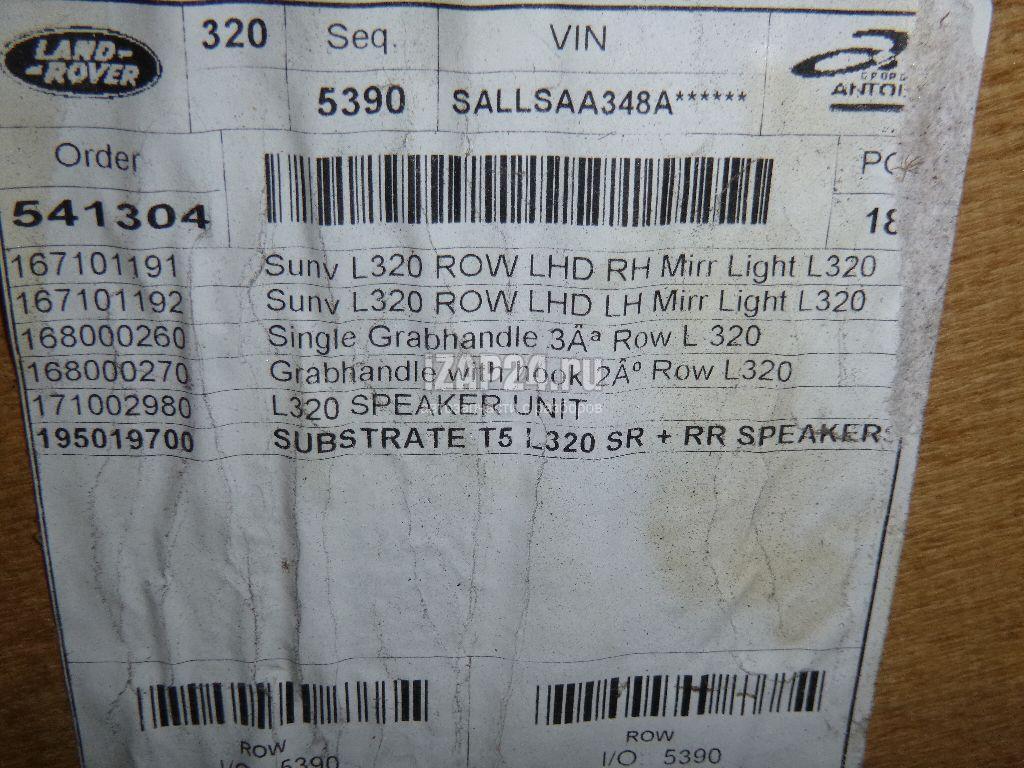 LAND-
-ROVER
320 Seq. VIN
5390 SALLSAA348A******
GRUPO
ANTOL
Order
541304 18
167101191 Sunv L320 ROW LHD RH Mirr Light L320
167101192 Sunv L320 ROW LHD LH Mirr Light L320
168000260 Single Grabhandle 3Âª Row L 320
168000270 Grabhandle with hook 2Âº Row L320
iZAP24.ru
171002980 L320 SPEAKER UNIT
195019700 SUBSTRATE T5 L320 SR + RR SPEAKERS
ROW ROW
I/O 5390 I/O 5390